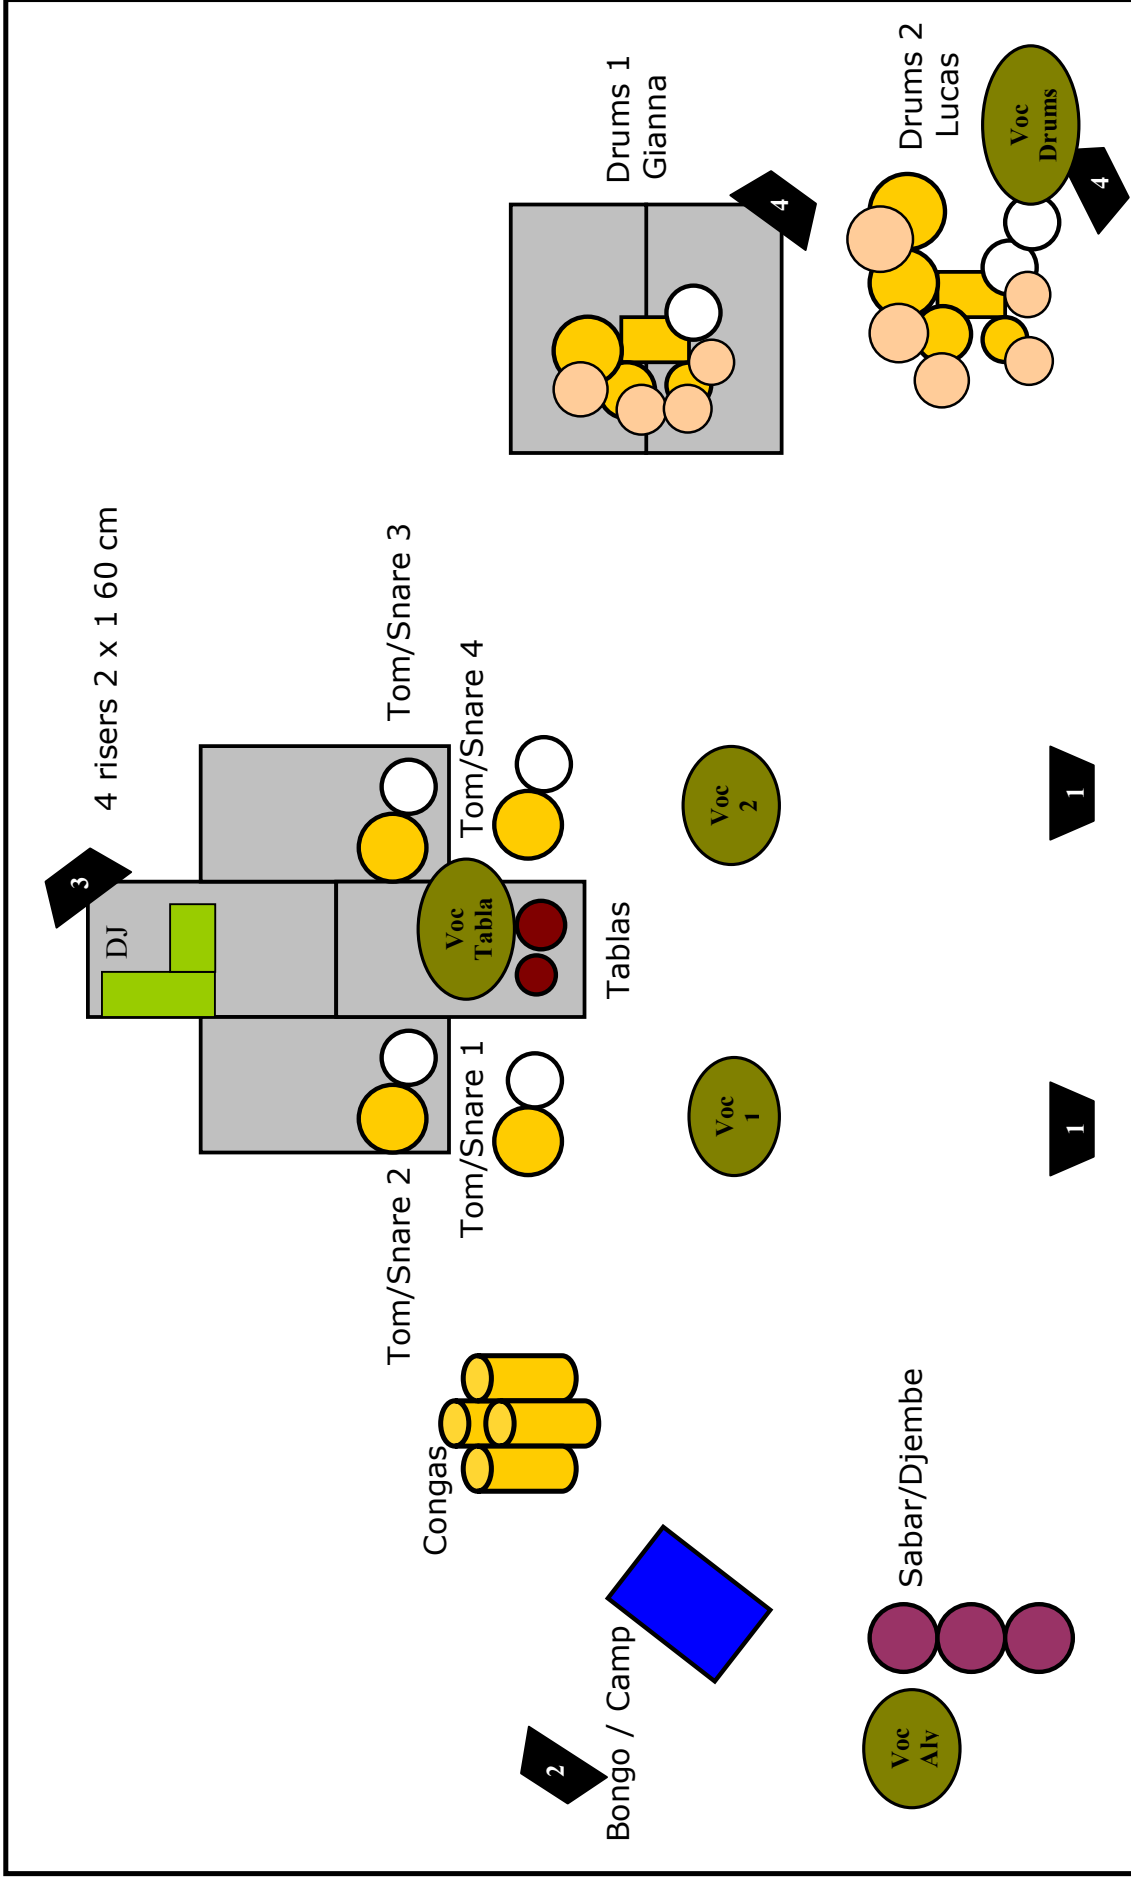 3
DJ
4 risers 2 x 1 60 cm
Tom/Snare 2
Tom/Snare 3
Congas
Tom/Snare 1
Voc
Tabla
Tom/Snare 4
2
Bongo / Camp
Tablas
Drums 1
Gianna
Voc
1
Voc
2
4
Voc
Alv
Sabar/Djembe
Drums 2
Lucas
Voc
Drums
1
1
4